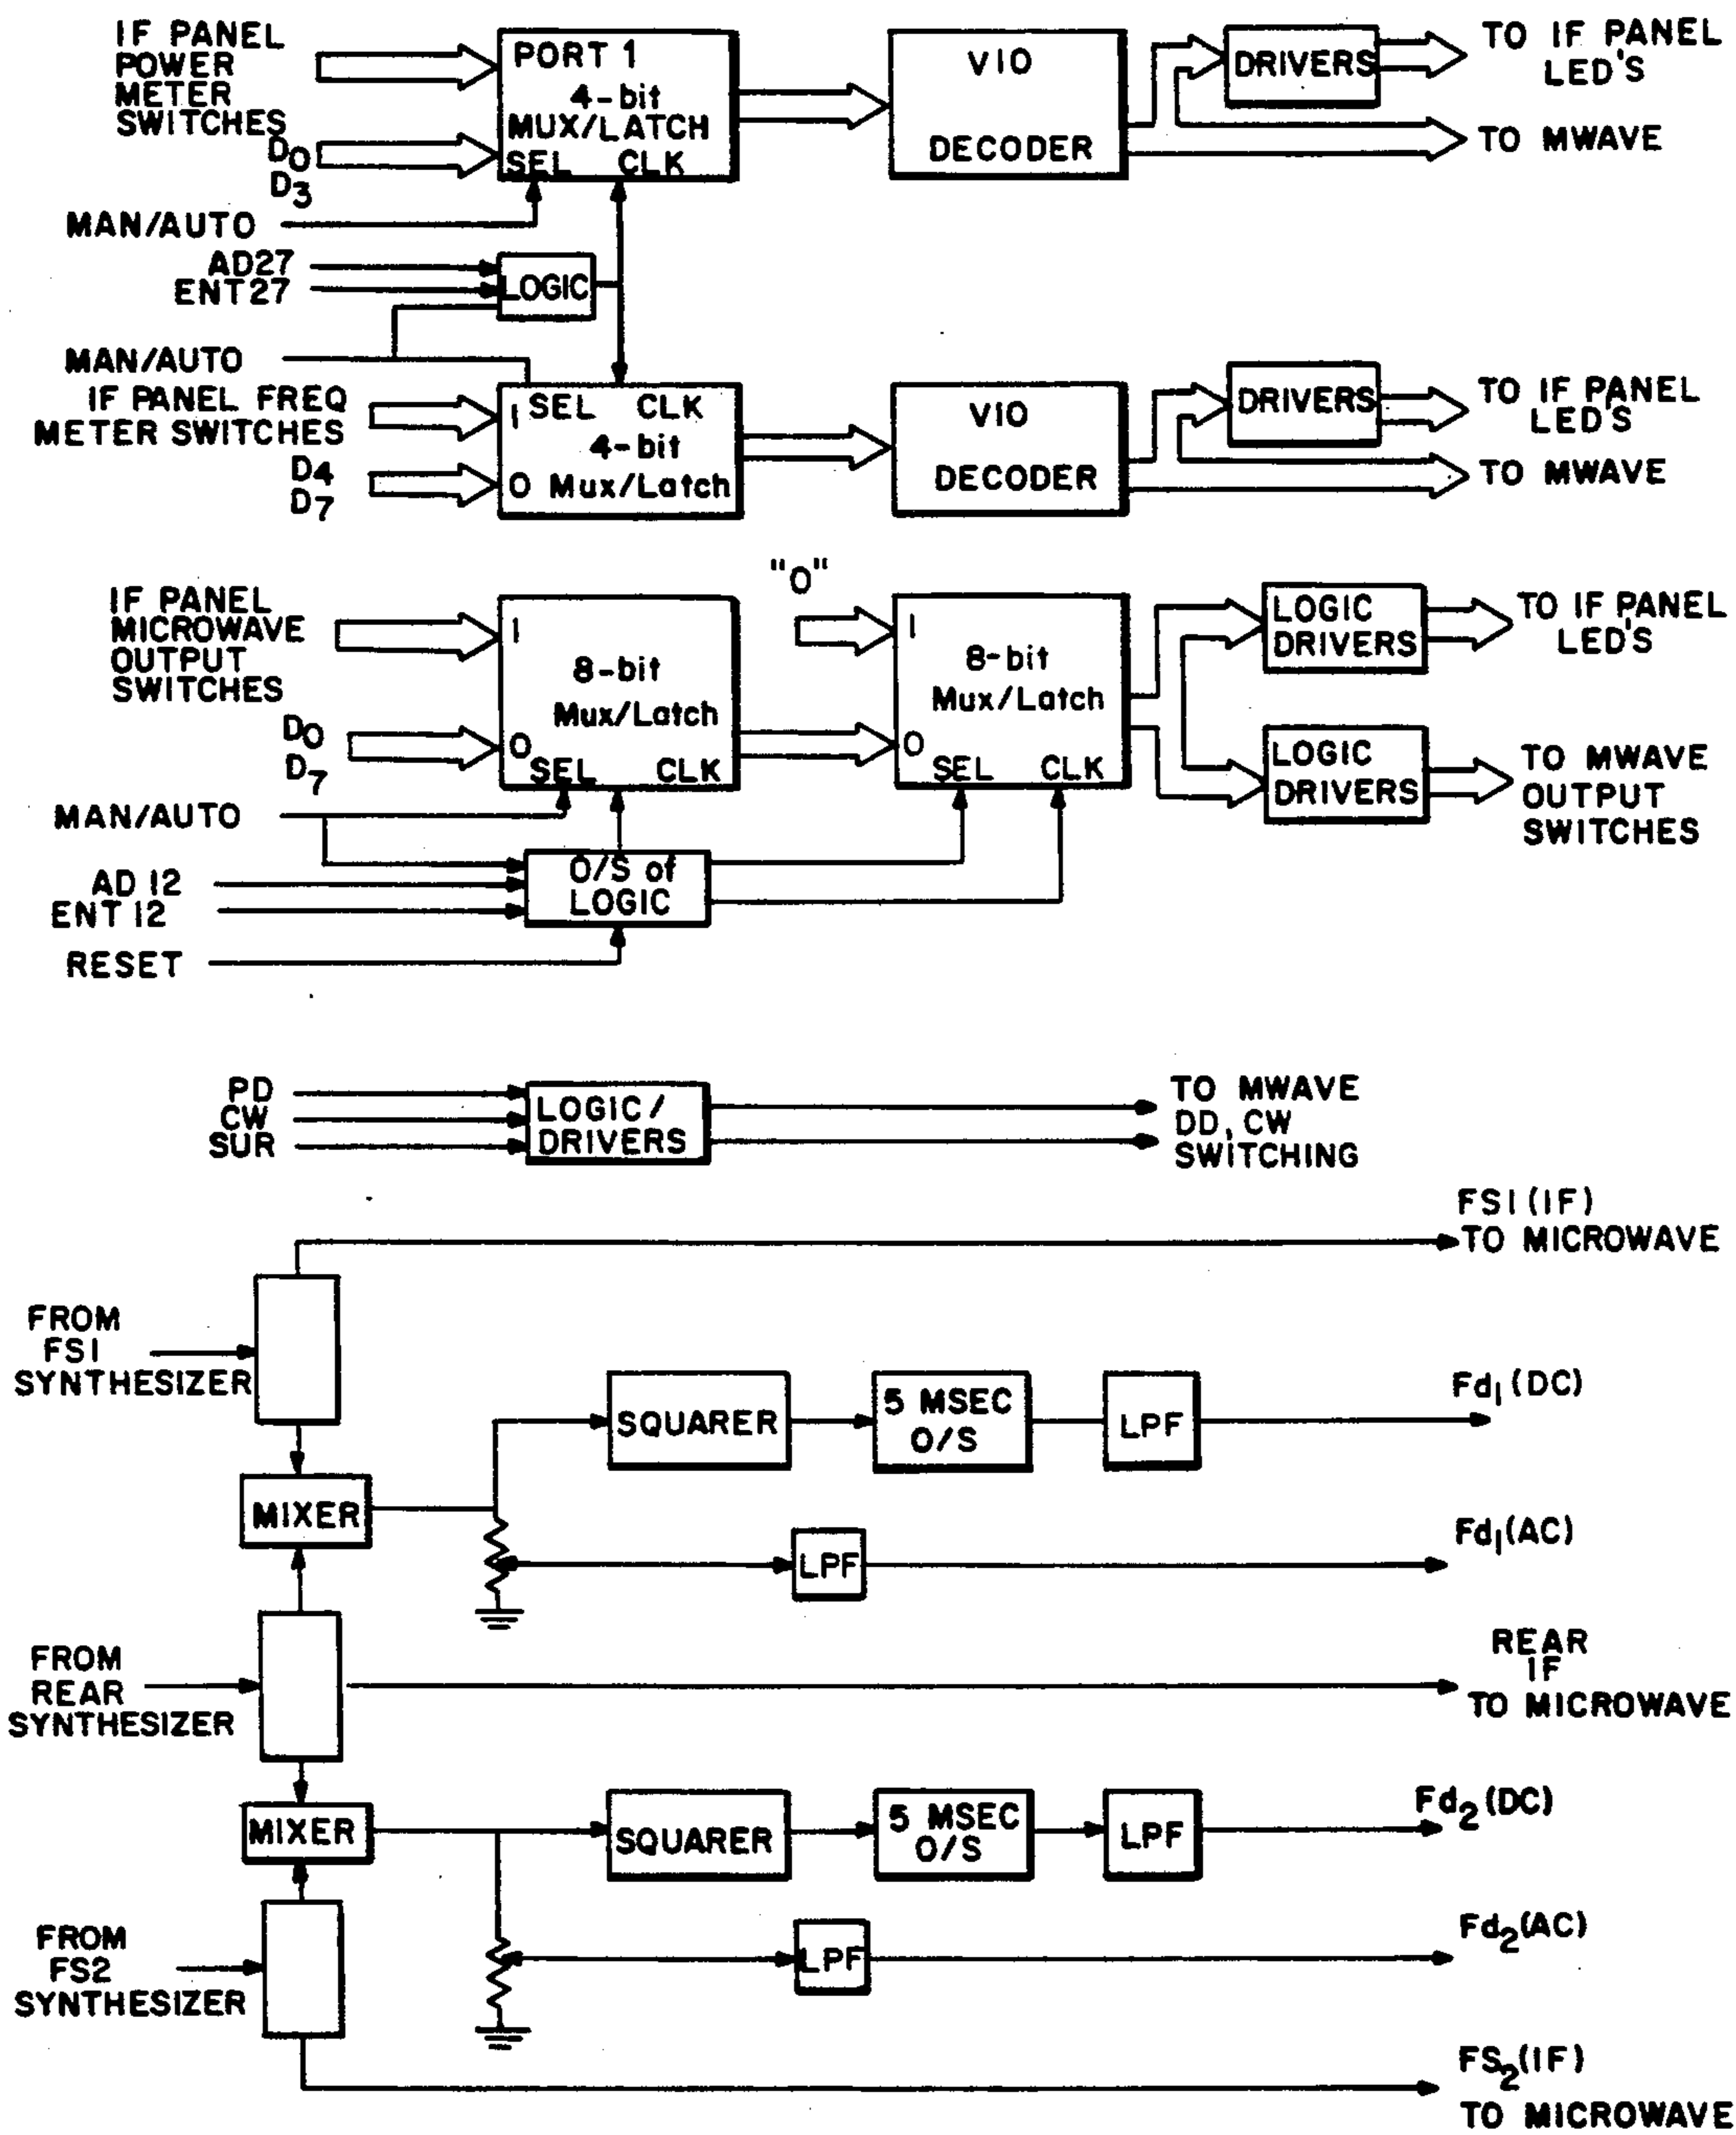 IF PANEL
POWER
METER
SWITCHES
D0
D3
PORT 1
4-bit
MUX/LATCH
SEL CLK
V10
DECODER
DRIVERS
TO IF PANEL
LED'S
TO MWAVE
MAN/AUTO
AD27
ENT27
LOGIC
MAN/AUTO
IF PANEL FREQ
METER SWITCHES
D4
D7
SEL CLK
1
4-bit
0 Mux/Latch
V10
DECODER
DRIVERS
TO IF PANEL
LED'S
TO MWAVE
IF PANEL
MICROWAVE
OUTPUT
SWITCHES
D0
D7
1
8-bit
Mux/Latch
0
SEL CLK
"0"
1
8-bit
Mux/Latch
0
SEL CLK
LOGIC
DRIVERS
TO IF PANEL
LED'S
LOGIC
DRIVERS
TO MWAVE
OUTPUT
SWITCHES
MAN/AUTO
AD 12
ENT 12
RESET
O/S of
LOGIC
PD
CW
SUR
LOGIC/
DRIVERS
TO MWAVE
DD, CW
SWITCHING
FS1 (IF)
TO MICROWAVE
FROM
FS1
SYNTHESIZER
SQUARER
5 MSEC
O/S
LPF
Fd1 (DC)
MIXER
LPF
Fd1(AC)
FROM
REAR
SYNTHESIZER
REAR
IF
TO MICROWAVE
MIXER
SQUARER
5 MSEC
O/S
LPF
Fd2 (DC)
FROM
FS2
SYNTHESIZER
LPF
Fd2(AC)
FS2(IF)
TO MICROWAVE